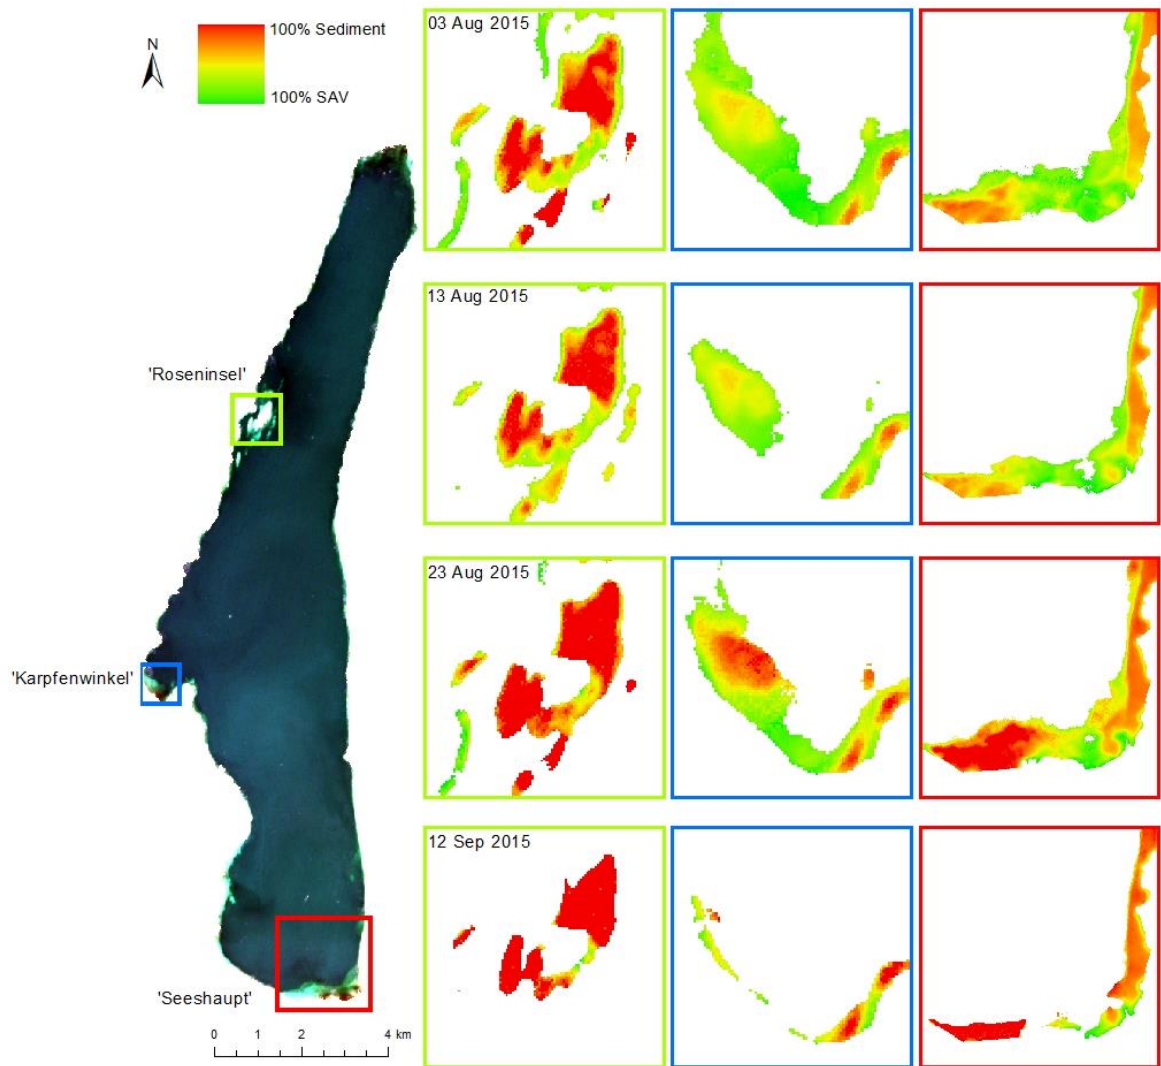 N
100% Sediment
100% SAV
03 Aug 2015
13 Aug 2015
'Roseninsel'
23 Aug 2015
'Karpfenwinkel'
12 Sep 2015
'Seeshaupt'
0 1 2 4 km